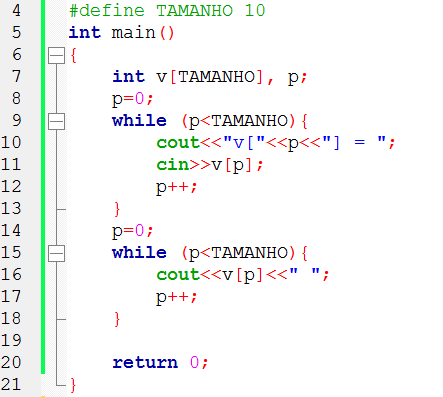 4 #define TAMANHO 10
5 int main()
6 {
7 int v[TAMANHO], p;
8 p=0;
9 while (p<TAMANHO){
10 cout<<"v["<<p<<"] = ";
11 cin>>v[p];
12 p++;
13 }
14 p=0;
15 while (p<TAMANHO){
16 cout<<v[p]<<" ";
17 p++;
18 }
19
20 return 0;
21 }